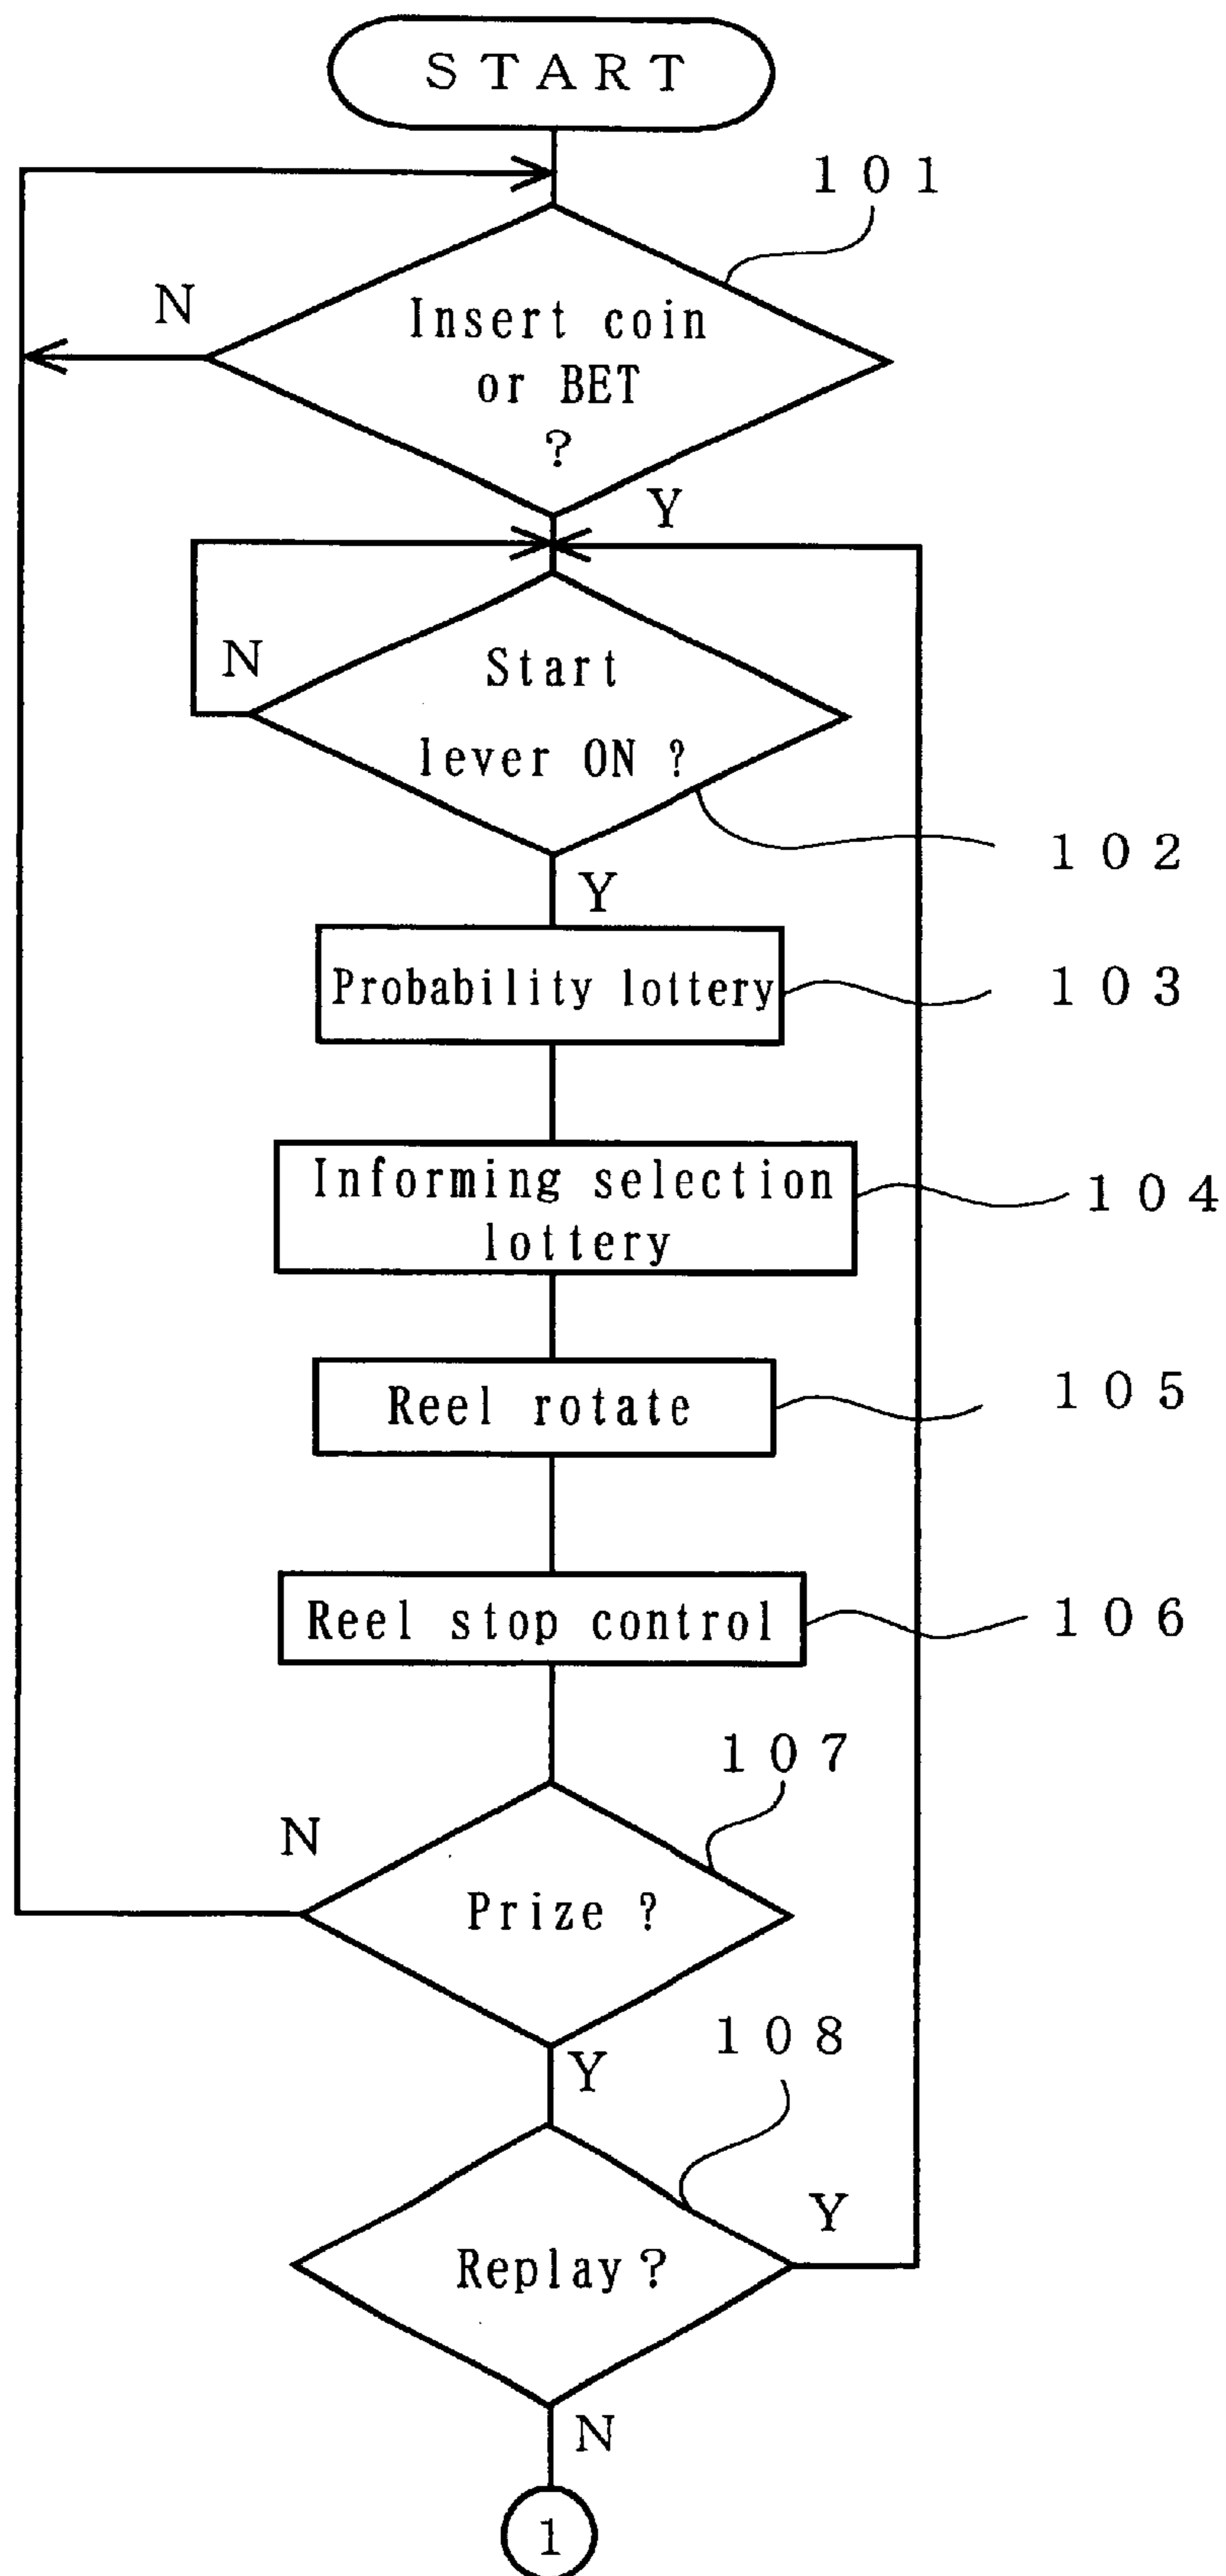 START
101
N
Insert coin
or BET
?
Y
N
Start
lever ON ?
102
Y
Probability lottery
103
Informing selection
lottery
104
Reel rotate
105
Reel stop control
106
107
N
Prize ?
108
Y
Y
Replay ?
N
1